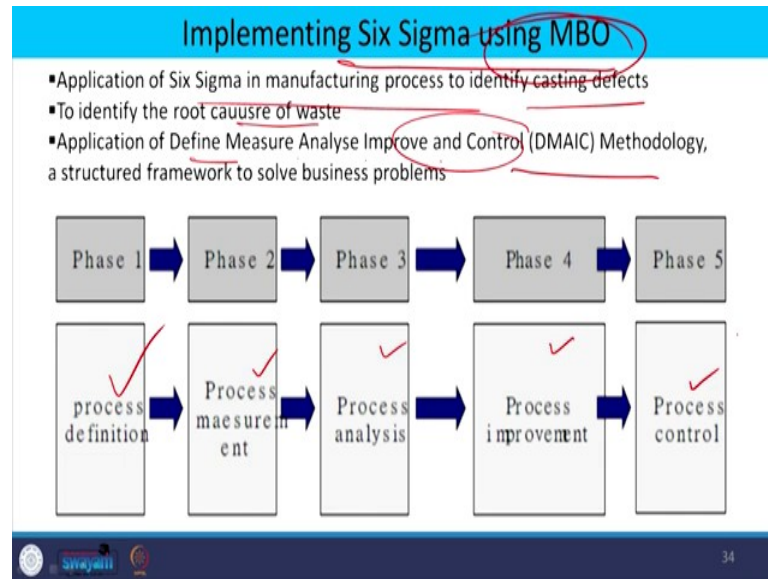 Implementing Six Sigma using MBO
▪Application of Six Sigma in manufacturing process to identify casting defects
▪To identify the root cauusre of waste
▪Application of Define Measure Analyse Improve and Control (DMAIC) Methodology,
a structured framework to solve business problems
Phase 1
Phase 2
Phase 3
Phase 4
Phase 5
process
definition
Process
maesurem
ent
Process
analysis
Process
improvement
Process
control
swayam
34